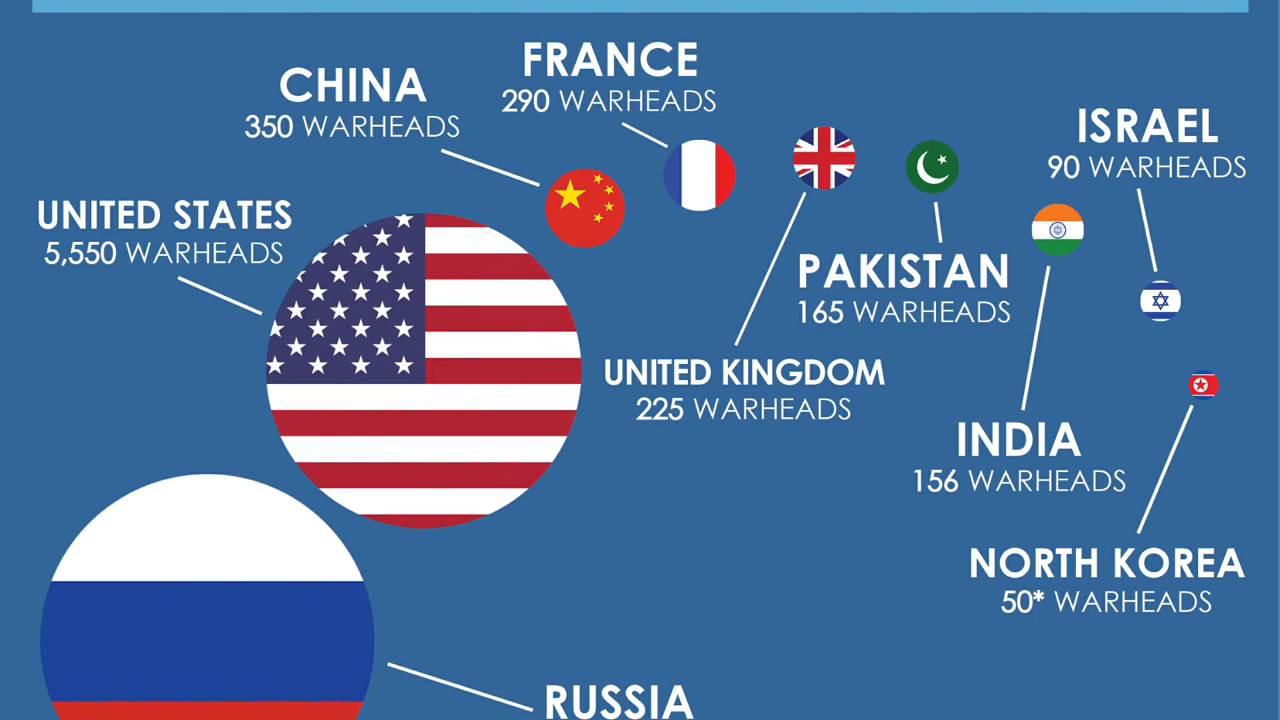 FRANCE
290 WARHEADS
CHINA
350 WARHEADS
ISRAEL
90 WARHEADS
UNITED STATES
5,550 WARHEADS
PAKISTAN
165 WARHEADS
UNITED KINGDOM
225 WARHEADS
INDIA
156 WARHEADS
NORTH KOREA
50* WARHEADS
RUSSIA